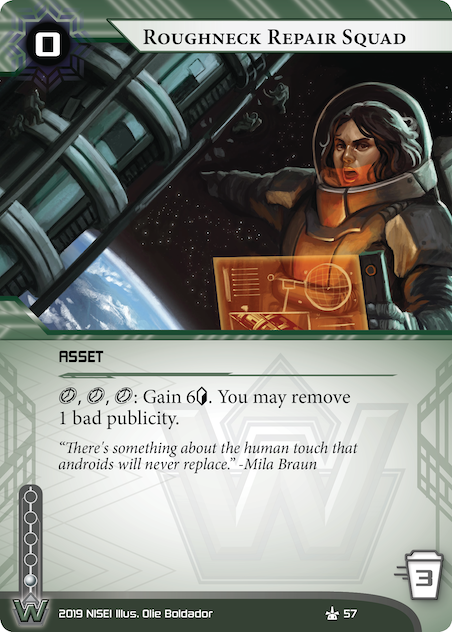 0
ROUGHNECK REPAIR SQUAD
ASSET
, , : Gain 6. You may remove
1 bad publicity.
“There's something about the human touch that
androids will never replace.” -Mila Braun
3
W
2019 NISEI Illus. Olie Boldador
57